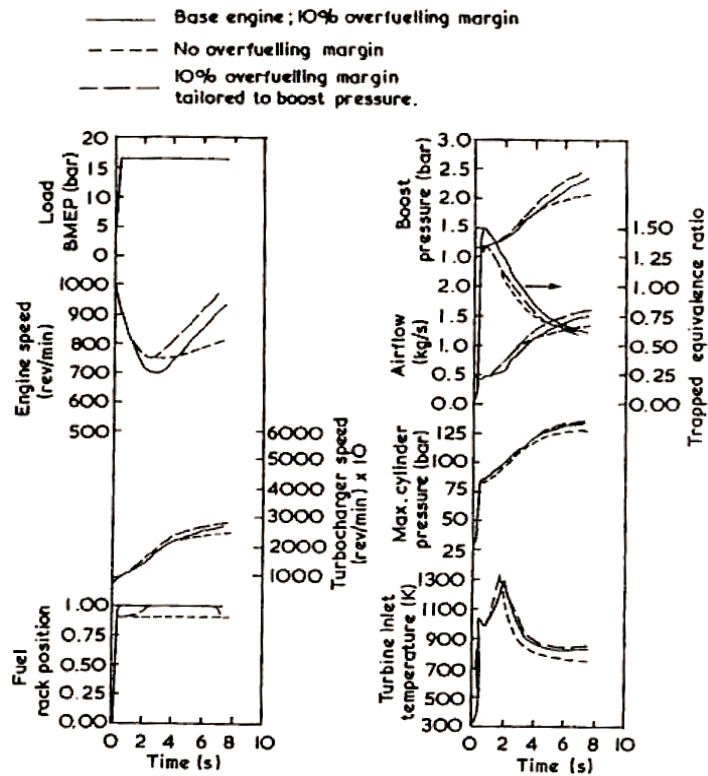 Base engine; 10% overfuelling margin
No overfuelling margin
10% overfuelling margin
tailored to boost pressure.
Load
BMEP (bar)
20
15
10
5
0
Engine speed
(rev/min)
1000
900
800
700
600
500
6000
5000
4000
3000
2000
1000
Turbocharger speed
(rev/min) x 10
Fuel
rack position
1.00
0.75
0.50
0.25
0.00
0 2 4 6 8 10
Time (s)
Boost
pressure (bar)
3.0
2.5
2.0
1.5
1.0
Airflow
(kg/s)
2.0
1.5
1.0
0.5
0.0
1.50
1.25
1.00
0.75
0.50
0.25
0.00
Trapped equivalence ratio
Max. cylinder
pressure (bar)
125
100
75
50
25
Turbine inlet
temperature (K)
1300
1100
900
700
500
300
0 2 4 6 8 10
Time (s)